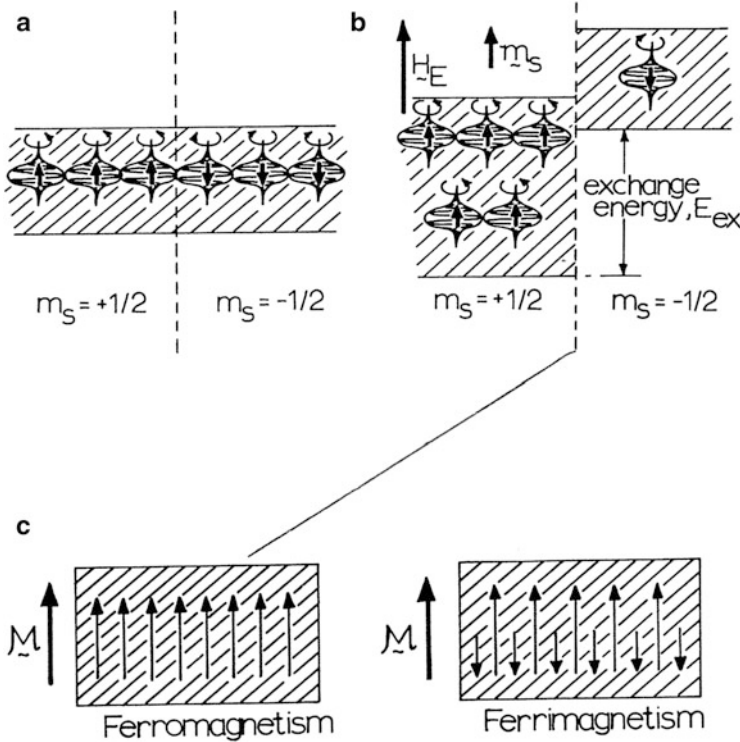 a
m_s = +1/2
m_s = -1/2
b
H_E
m_s
exchange
energy, E_ex
m_s = +1/2
m_s = -1/2
c
M
Ferromagnetism
M
Ferrimagnetism